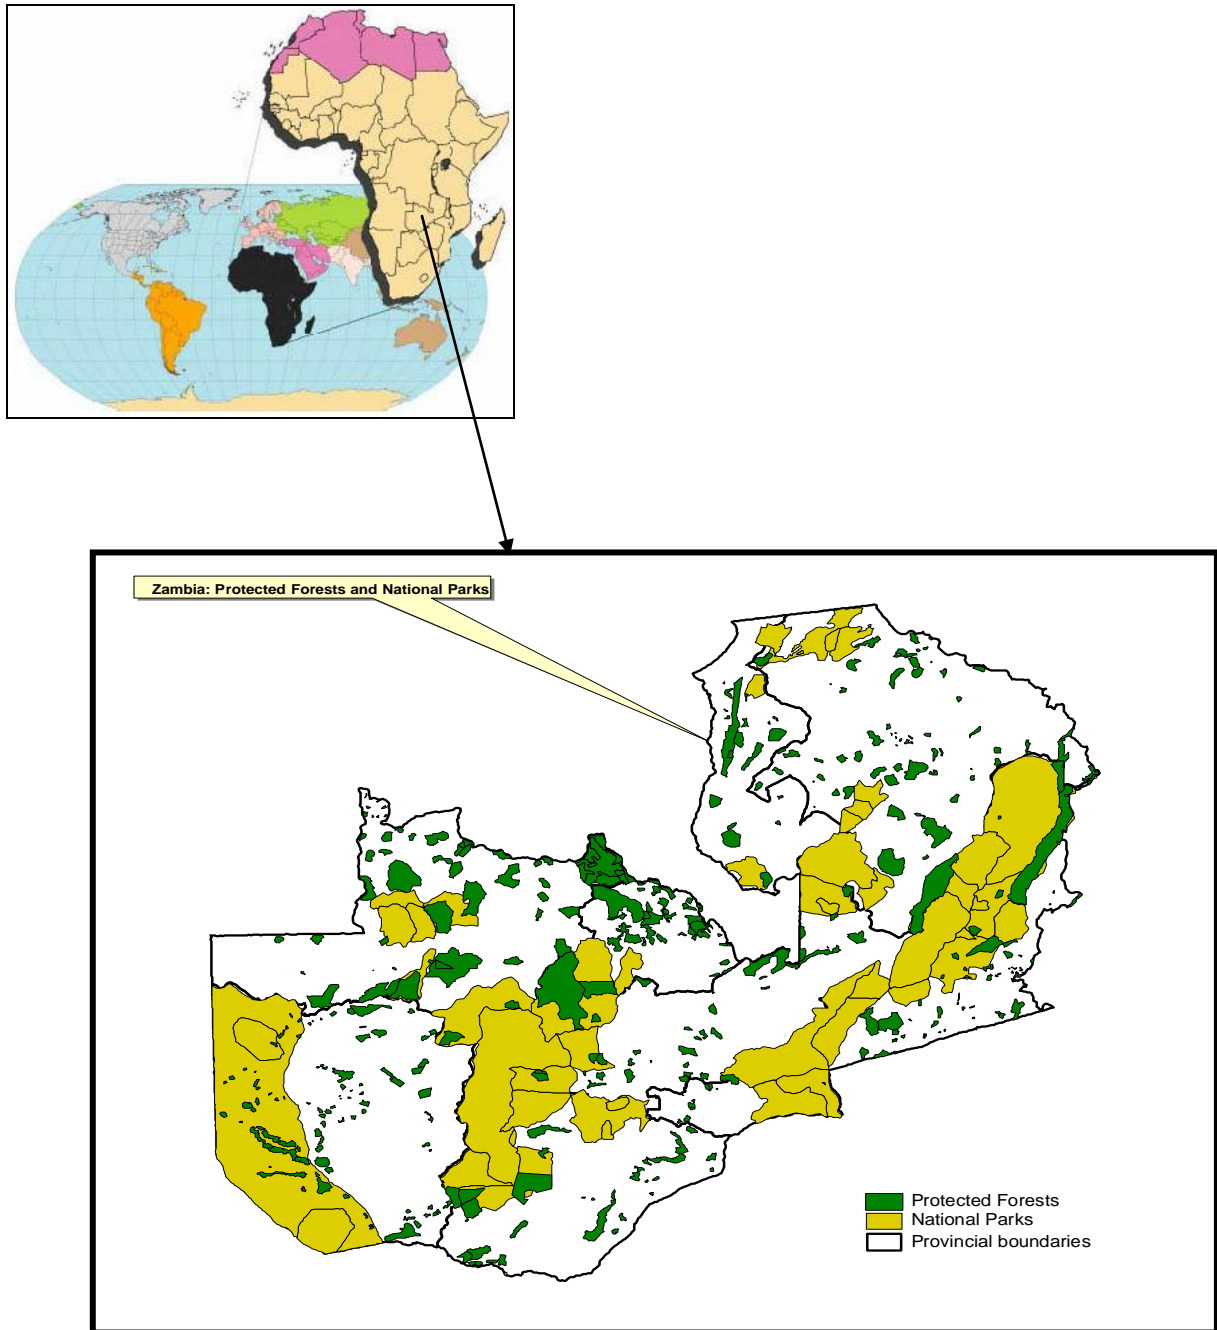 Zambia: Protected Forests and National Parks
Protected Forests
National Parks
Provincial boundaries